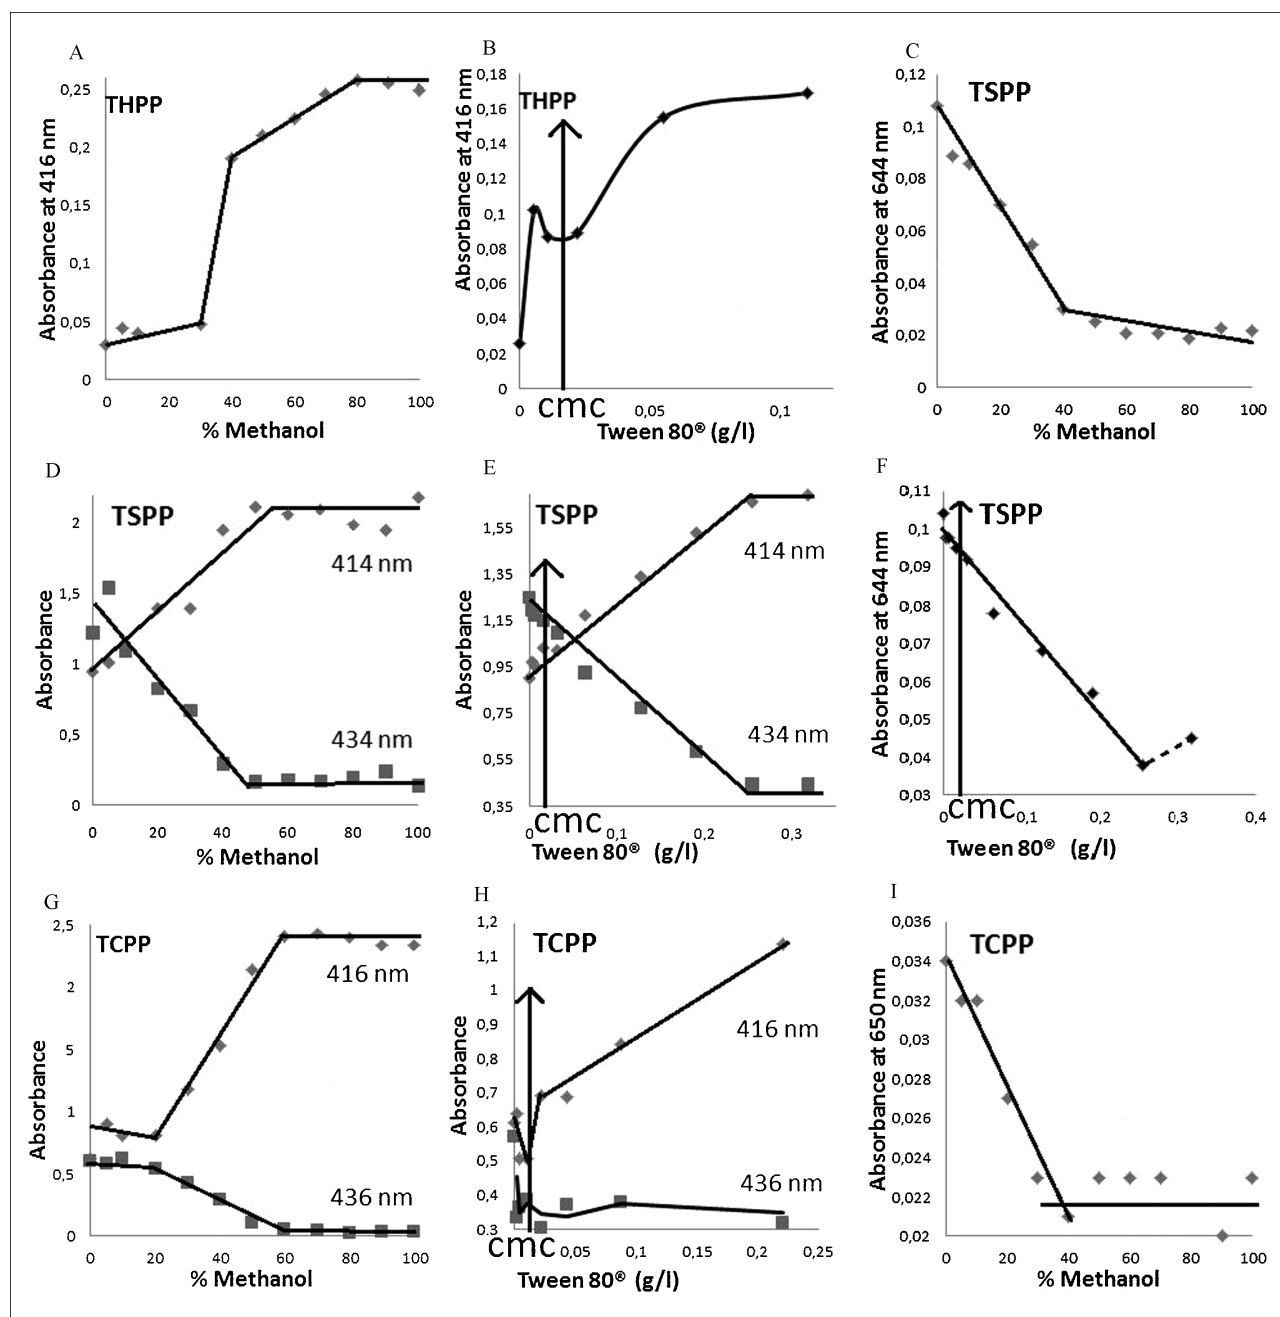 A
THPP
Absorbance at 416 nm
0,25
0,2
0,15
0,1
0,05
0
0 20 40 60 80 100
% Methanol
B
THPP
Absorbance at 416 nm
0,18
0,16
0,14
0,12
0,1
0,08
0,06
0,04
0,02
0
0 0,05 0,1
cmc
Tween 80® (g/l)
C
TSPP
Absorbance at 644 nm
0,12
0,1
0,08
0,06
0,04
0,02
0
0 20 40 60 80 100
% Methanol
D
TSPP
Absorbance
2
1,5
1
0,5
0
414 nm
434 nm
0 20 40 60 80 100
% Methanol
E
TSPP
Absorbance
1,55
1,35
1,15
0,95
0,75
0,55
0,35
414 nm
434 nm
0 0,1 0,2 0,3
cmc
Tween 80® (g/l)
F
TSPP
Absorbance at 644 nm
0,11
0,1
0,09
0,08
0,07
0,06
0,05
0,04
0,03
0 0,1 0,2 0,3 0,4
cmc
Tween 80® (g/l)
G
TCPP
Absorbance
2,5
2
5
1
0,5
0
416 nm
436 nm
0 20 40 60 80 100
% Methanol
H
TCPP
Absorbance
1,2
1,1
1
0,9
0,8
0,7
0,6
0,5
0,4
0,3
416 nm
436 nm
0,05 0,1 0,15 0,2 0,25
cmc
Tween 80® (g/l)
I
TCPP
Absorbance at 650 nm
0,036
0,034
0,032
0,03
0,028
0,026
0,024
0,022
0,02
0 20 40 60 80 100
% Methanol